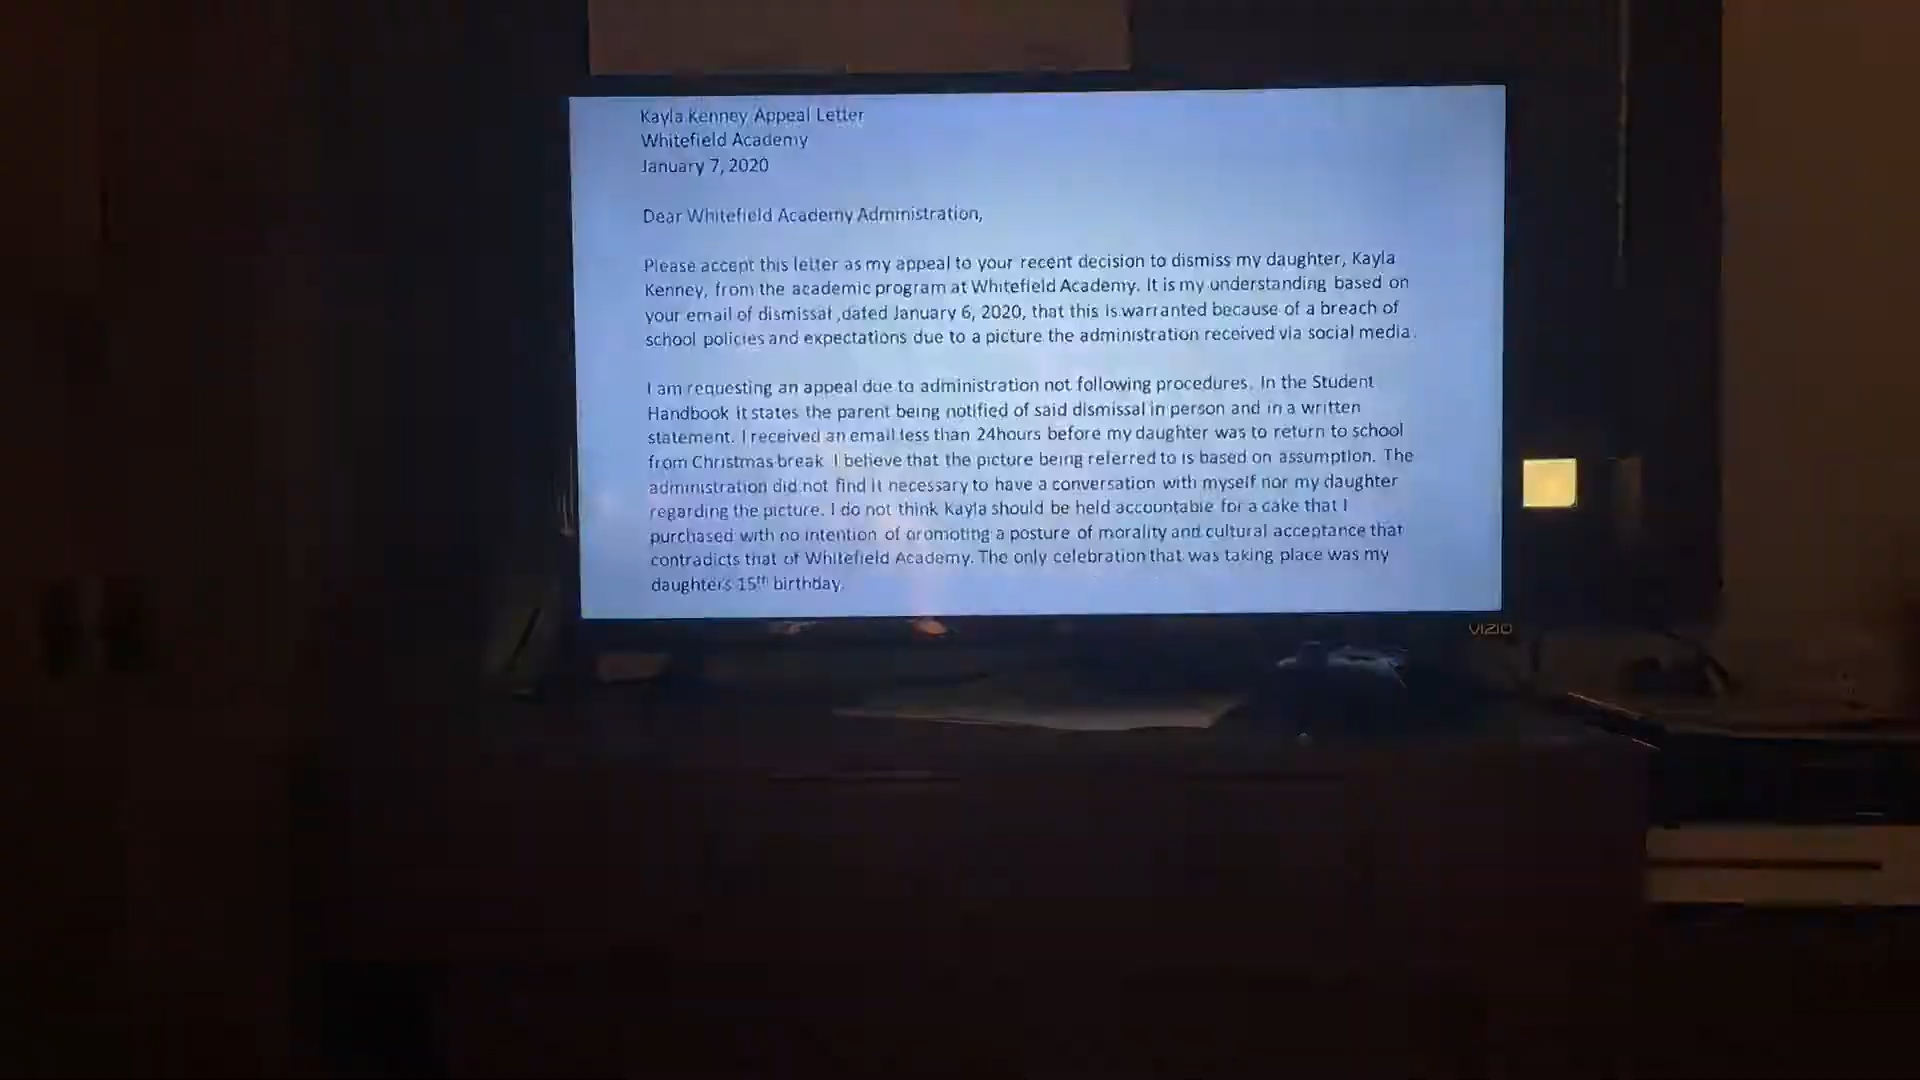 Kayla Kenney Appeal Letter
Whitefield Academy
January 7, 2020
Dear Whitefield Academy Administration,
Please accept this letter as my appeal to your recent decision to dismiss my daughter, Kayla
Kenney, from the academic program at Whitefield Academy. It is my understanding based on
your email of dismissal ,dated January 6, 2020, that this is warranted because of a breach of
school policies and expectations due to a picture the administration received via social media.
I am requesting an appeal due to administration not following procedures. In the Student
Handbook it states the parent being notified of said dismissal in person and in a written
statement. I received an email less than 24hours before my daughter was to return to school
from Christmas break. I believe that the picture being referred to is based on assumption. The
administration did not find it necessary to have a conversation with myself nor my daughter
regarding the picture. I do not think Kayla should be held accountable for a cake that I
purchased with no intention of promoting a posture of morality and cultural acceptance that
contradicts that of Whitefield Academy. The only celebration that was taking place was my
daughters 15th birthday.
VIZIO